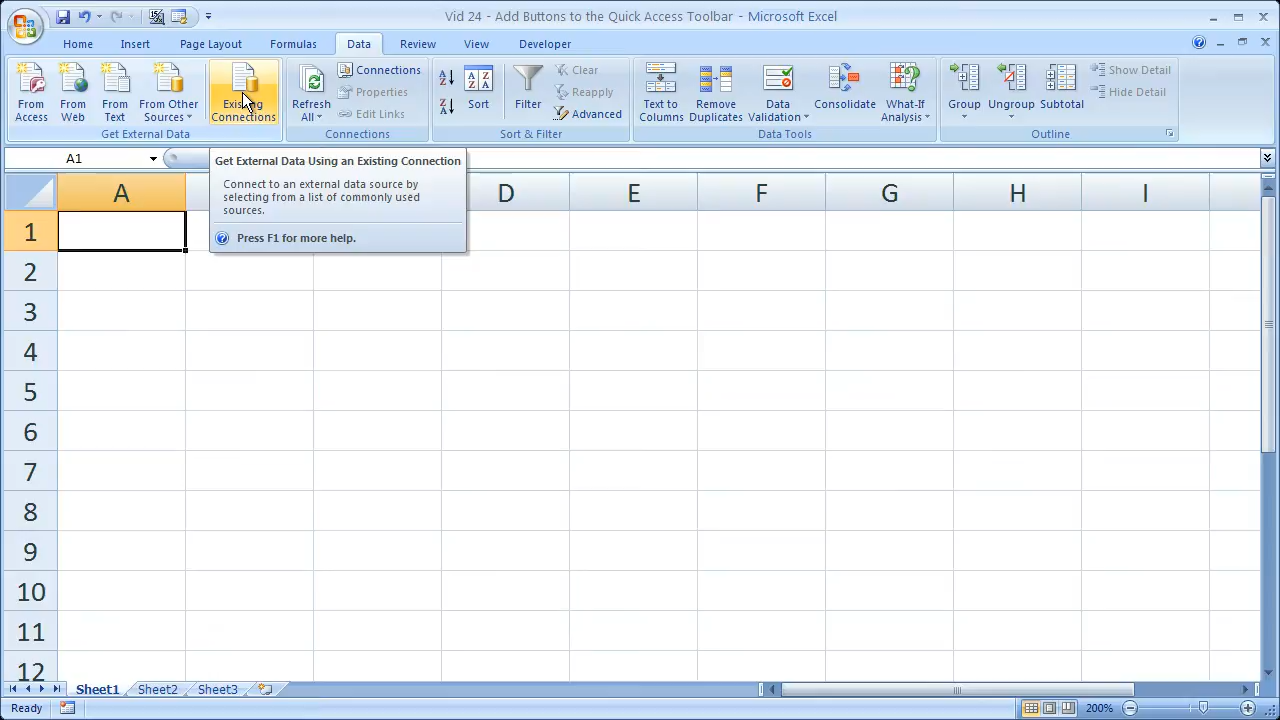 Vid 24 - Add Buttons to the Quick Access Toolbar - Microsoft Excel
Home Insert Page Layout Formulas Data Review View Developer
From Access
From Web
From Text
From Other Sources
Existing Connections
Get External Data
Refresh All
Connections
Properties
Edit Links
Connections
Sort
Filter
Clear
Reapply
Advanced
Sort & Filter
Text to Columns
Remove Duplicates
Data Validation
Consolidate
What-If Analysis
Data Tools
Group
Ungroup
Subtotal
Show Detail
Hide Detail
Outline
A1
Get External Data Using an Existing Connection
Connect to an external data source by
selecting from a list of commonly used
sources.
Press F1 for more help.
A D E F G H I
1
2
3
4
5
6
7
8
9
10
11
12
Sheet1 Sheet2 Sheet3
Ready 200%